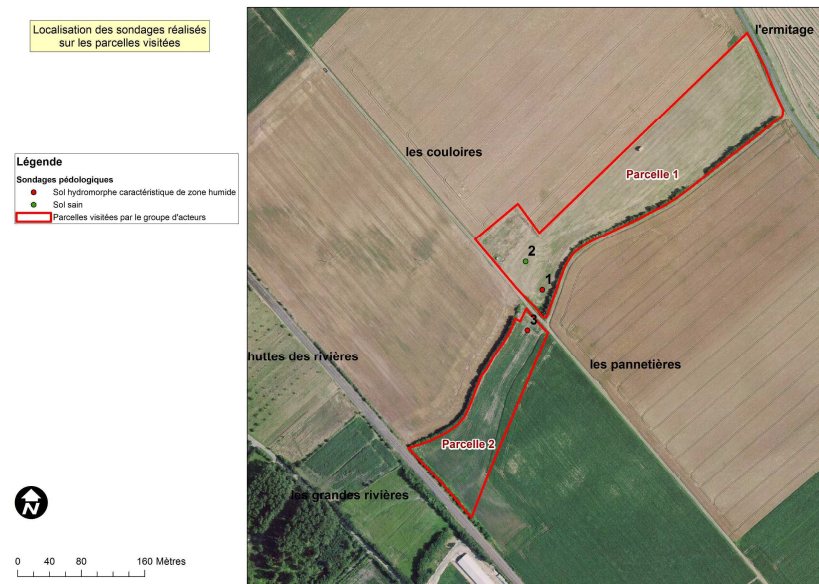 Localisation des sondages réalisés
sur les parcelles visitées
Légende
Sondages pédologiques
Sol hydromorphe caractéristique de zone humide
Sol sain
Parcelles visitées par le groupe d'acteurs
l'ermitage
les couloires
Parcelle 1
2
1
3
huttes des rivières
les pannetières
Parcelle 2
les grandes rivières
N
0 40 80 160 Mètres